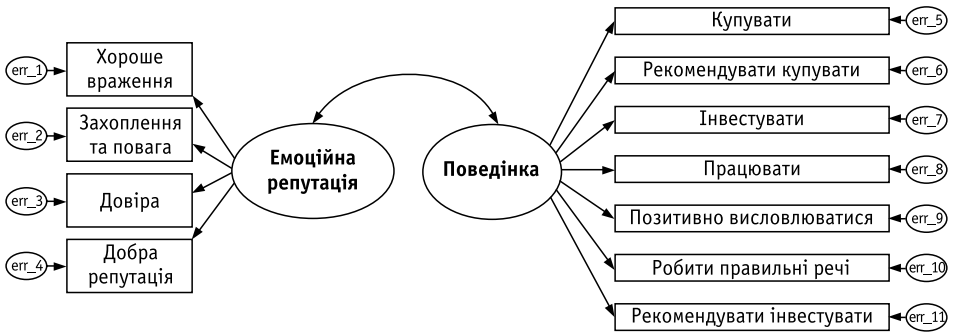 err_1
Хороше
враження
err_2
Захоплення
та повага
err_3
Довіра
err_4
Добра
репутація
Емоційна
репутація
Поведінка
Купувати
err_5
Рекомендувати купувати
err_6
Інвестувати
err_7
Працювати
err_8
Позитивно висловлюватися
err_9
Робити правильні речі
err_10
Рекомендувати інвестувати
err_11